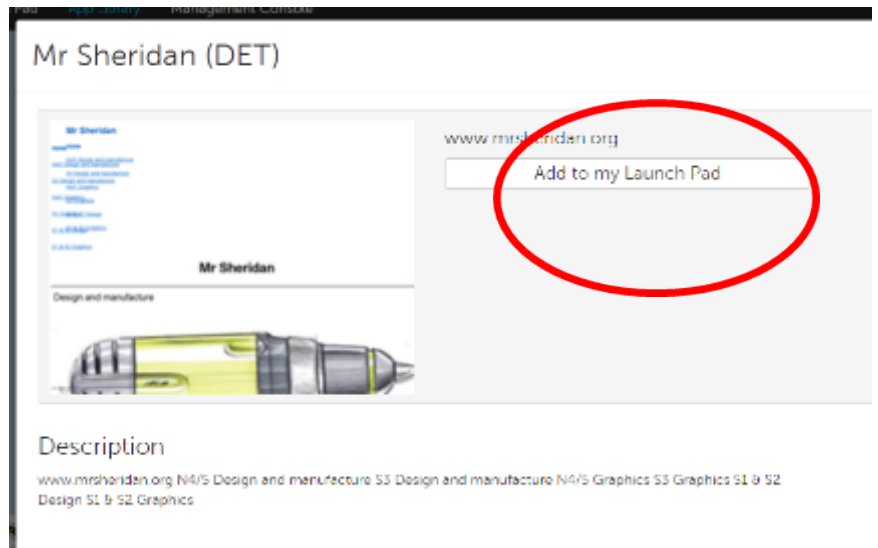 Pad App Library Management Console
Mr Sheridan (DET)
Mr Sheridan
www.mrsheridan.org
Add to my Launch Pad
Mr Sheridan
Design and manufacture
Description
www.mrsheridan.org N4/5 Design and manufacture S3 Design and manufacture N4/5 Graphics S3 Graphics S1 & S2
Design S1 & S2 Graphics